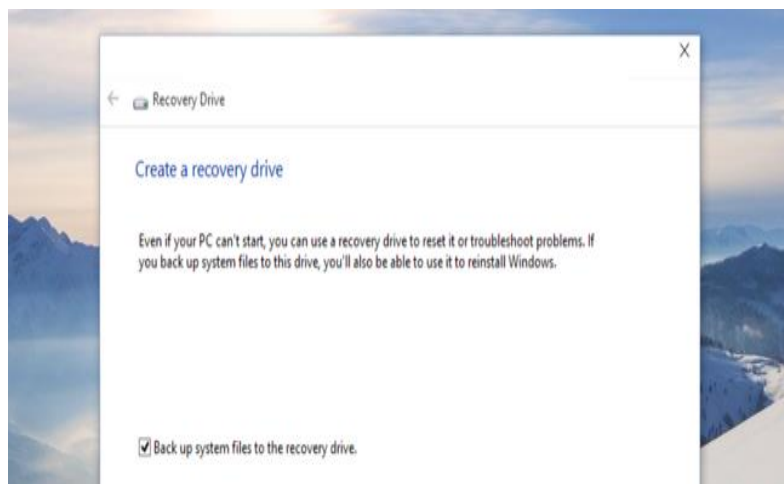 Recovery Drive
Create a recovery drive
Even if your PC can't start, you can use a recovery drive to reset it or troubleshoot problems. If
you back up system files to this drive, you'll also be able to use it to reinstall Windows.
Back up system files to the recovery drive.